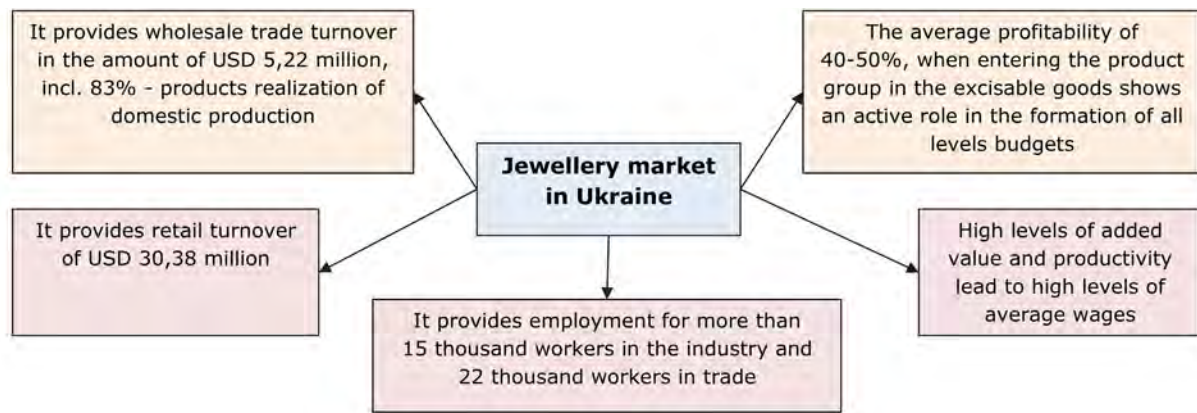 It provides wholesale trade turnover
in the amount of USD 5,22 million,
incl. 83% - products realization of
domestic production
The average profitability of
40-50%, when entering the product
group in the excisable goods shows
an active role in the formation of all
levels budgets
Jewellery market
in Ukraine
It provides retail turnover
of USD 30,38 million
High levels of added
value and productivity
lead to high levels of
average wages
It provides employment for more than
15 thousand workers in the industry and
22 thousand workers in trade